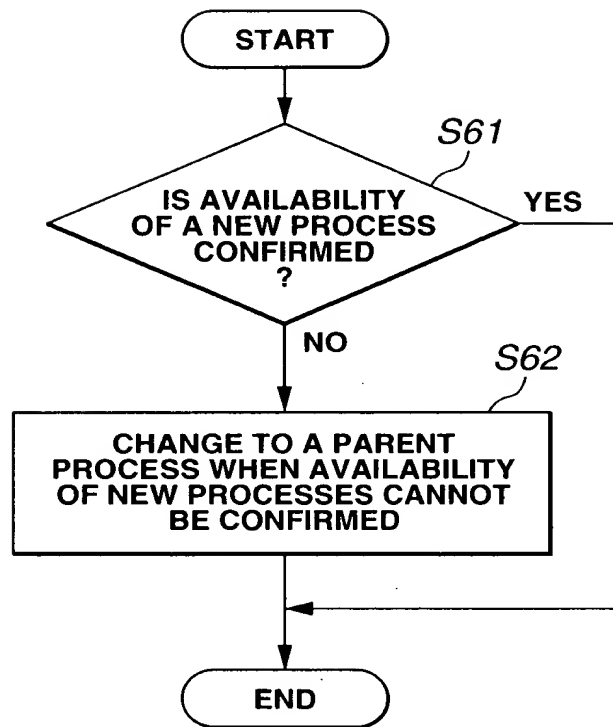 START
S61
IS AVAILABILITY
OF A NEW PROCESS
CONFIRMED
?
YES
NO
S62
CHANGE TO A PARENT
PROCESS WHEN AVAILABILITY
OF NEW PROCESSES CANNOT
BE CONFIRMED
END